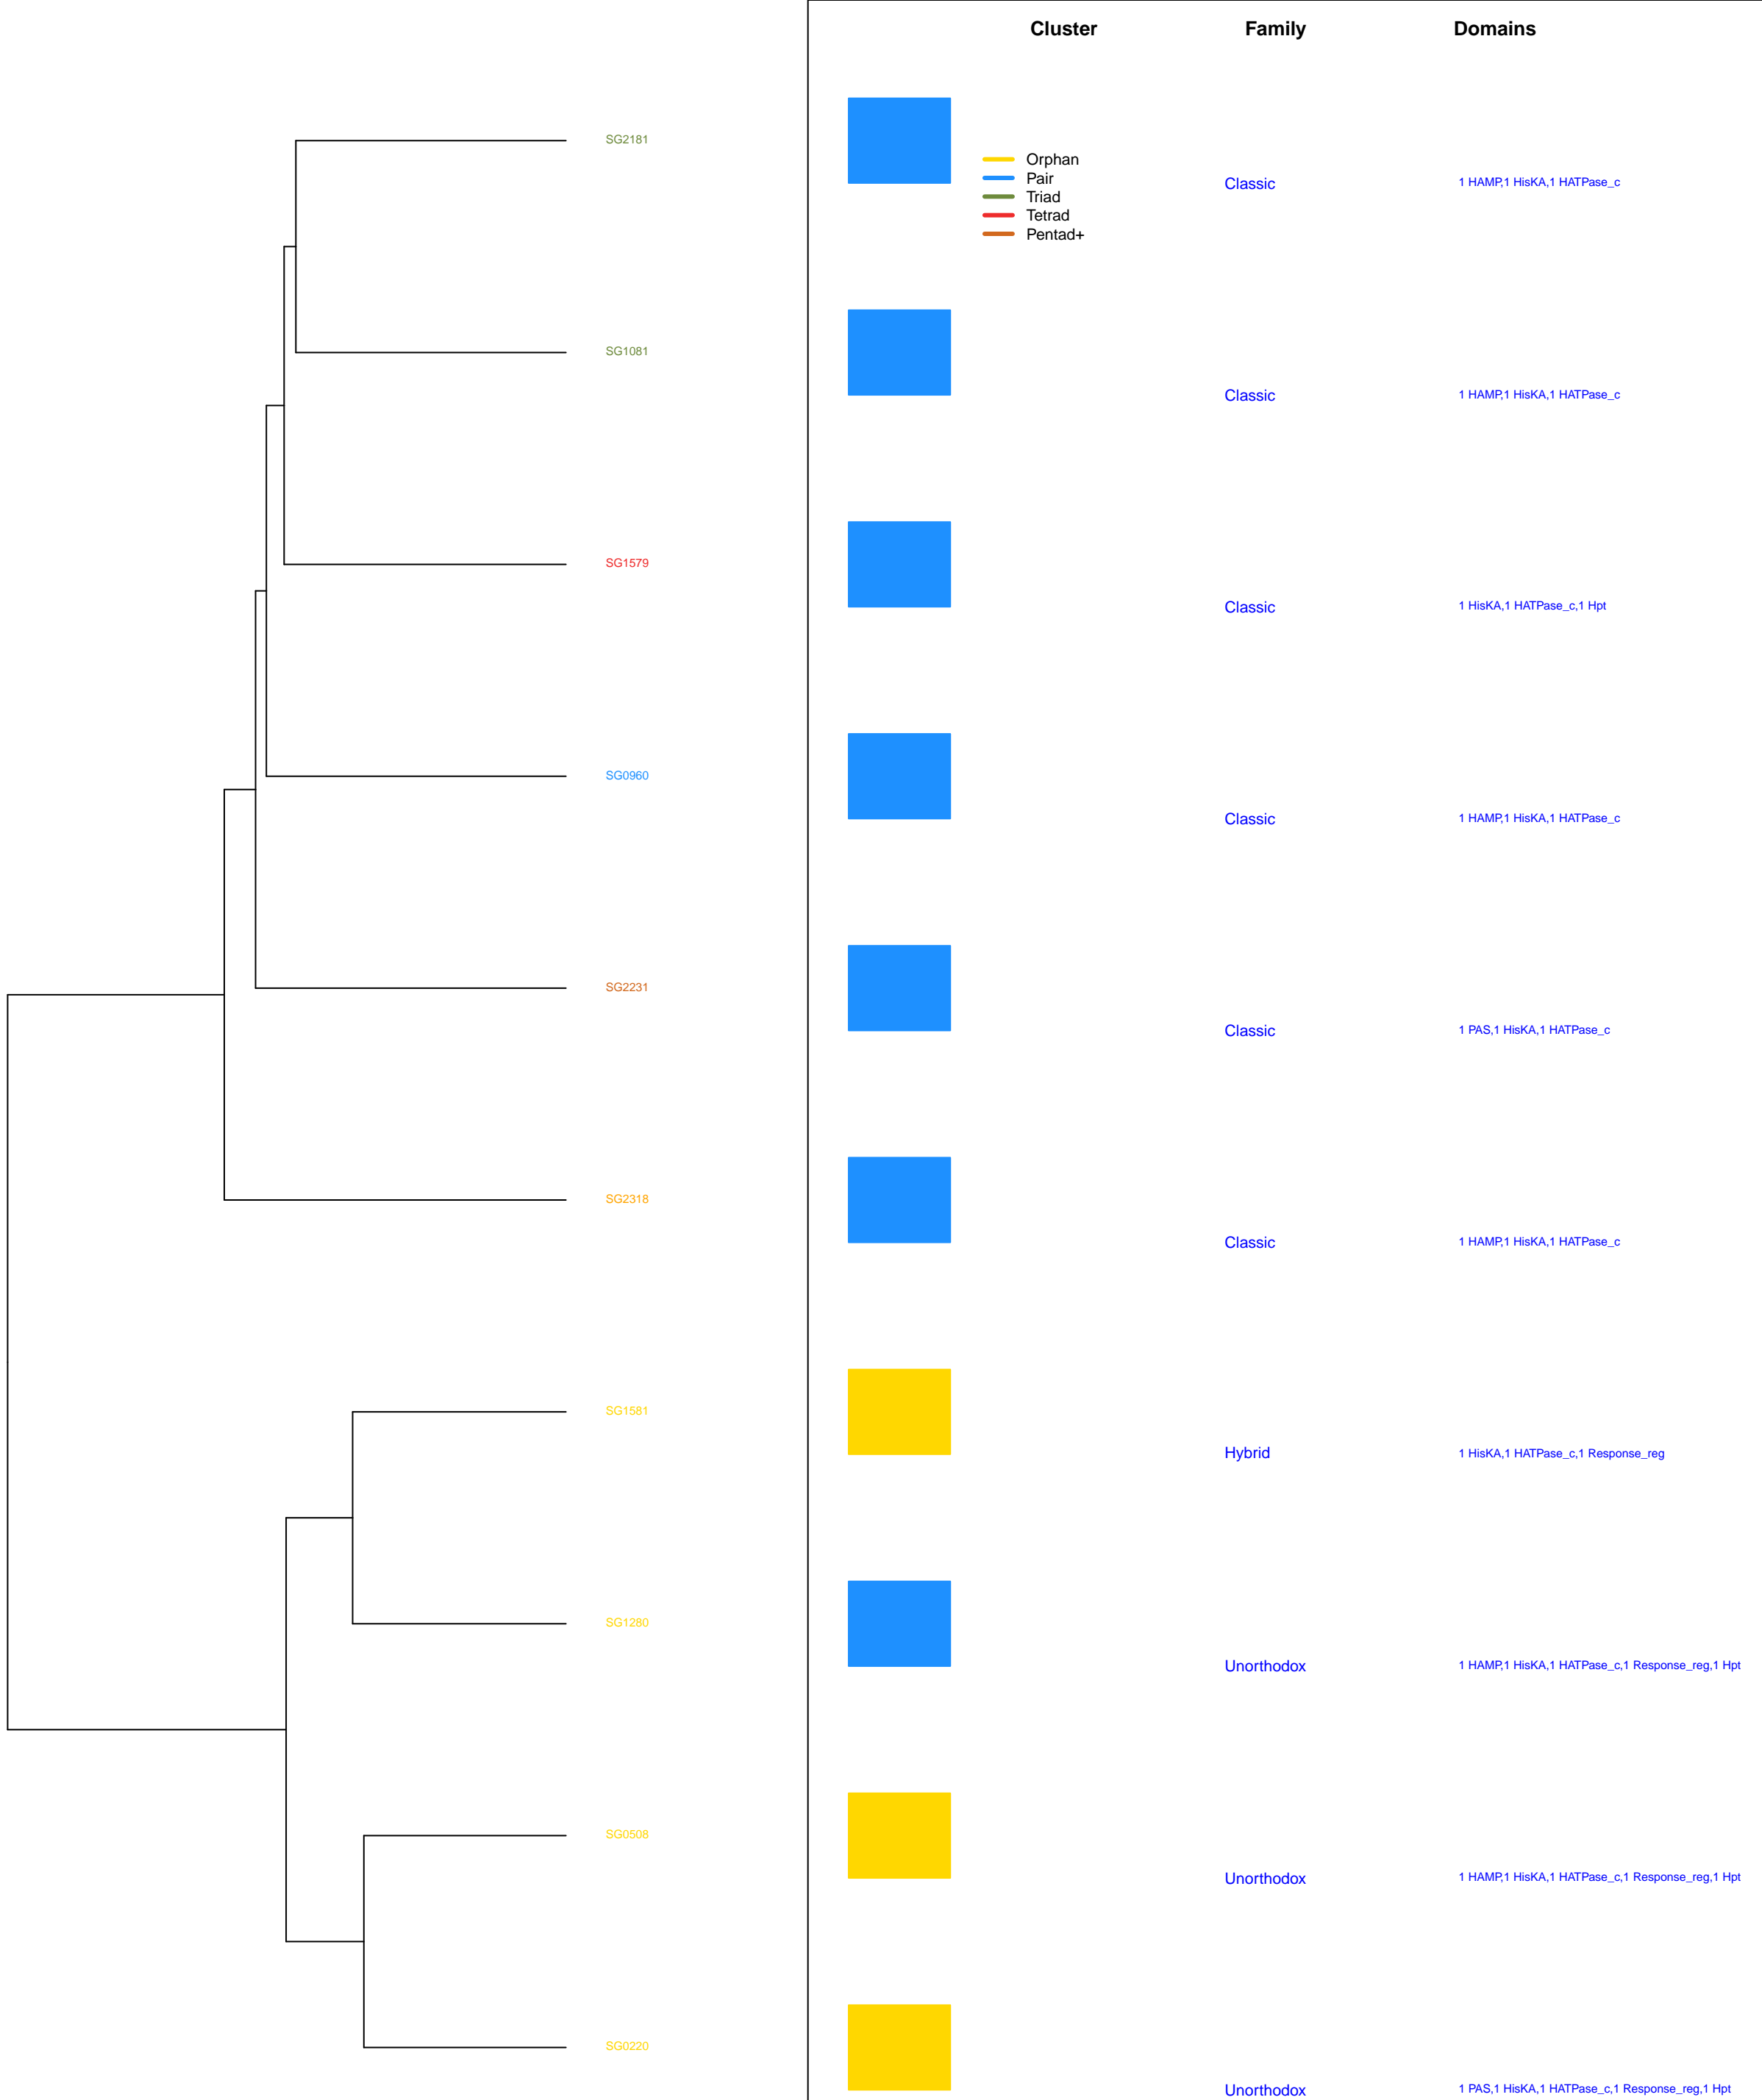 Cluster Family Domains
SG2181
Orphan
Pair
Triad
Tetrad
Pentad+
Classic 1 HAMP,1 HisKA,1 HATPase_c
SG1081
Classic 1 HAMP,1 HisKA,1 HATPase_c
SG1579
Classic 1 HisKA,1 HATPase_c,1 Hpt
SG0960
Classic 1 HAMP,1 HisKA,1 HATPase_c
SG2231
Classic 1 PAS,1 HisKA,1 HATPase_c
SG2318
Classic 1 HAMP,1 HisKA,1 HATPase_c
SG1581
Hybrid 1 HisKA,1 HATPase_c,1 Response_reg
SG1280
Unorthodox 1 HAMP,1 HisKA,1 HATPase_c,1 Response_reg,1 Hpt
SG0508
Unorthodox 1 HAMP,1 HisKA,1 HATPase_c,1 Response_reg,1 Hpt
SG0220
Unorthodox 1 PAS,1 HisKA,1 HATPase_c,1 Response_reg,1 Hpt